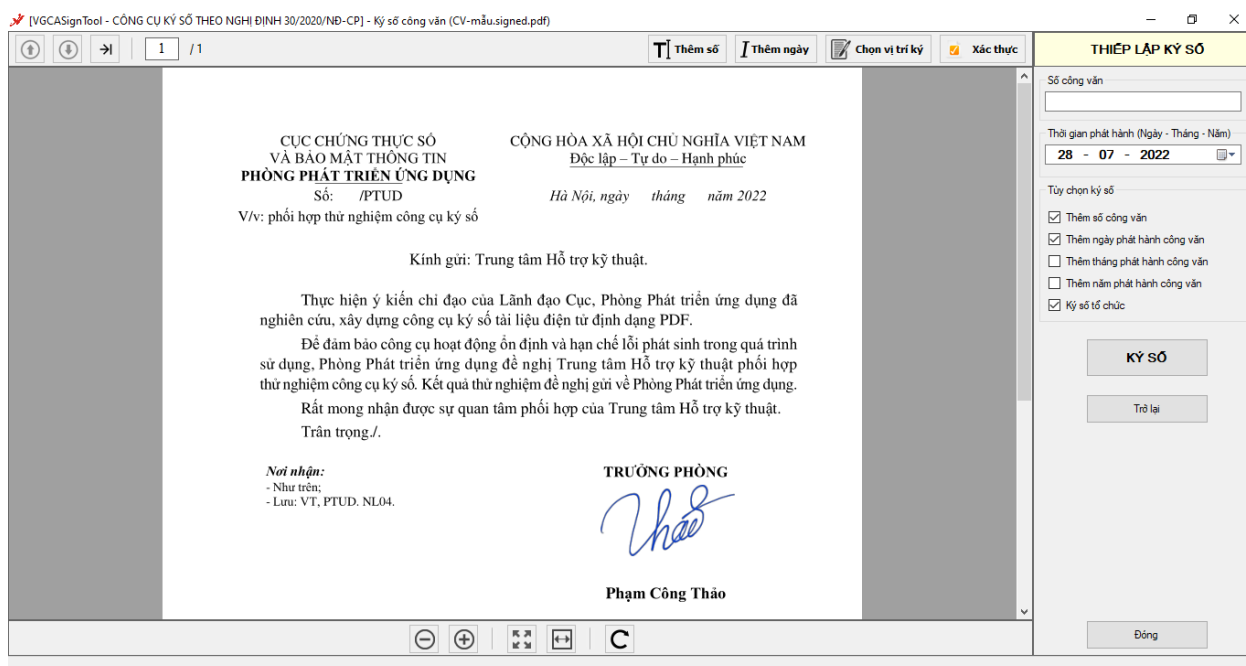 [VGCASignTool - CÔNG CỤ KÝ SỐ THEO NGHỊ ĐỊNH 30/2020/NĐ-CP] - Ký số công văn (CV-mẫu.signed.pdf)
1 / 1
Thêm số
Thêm ngày
Chọn vị trí ký
Xác thực
THIẾP LẬP KÝ SỐ
CỤC CHỨNG THỰC SỐ
VÀ BẢO MẬT THÔNG TIN
PHÒNG PHÁT TRIỂN ỨNG DỤNG
Số: /PTUD
V/v: phối hợp thử nghiệm công cụ ký số
CỘNG HÒA XÃ HỘI CHỦ NGHĨA VIỆT NAM
Độc lập – Tự do – Hạnh phúc
Hà Nội, ngày tháng năm 2022
Kính gửi: Trung tâm Hỗ trợ kỹ thuật.
Thực hiện ý kiến chỉ đạo của Lãnh đạo Cục, Phòng Phát triển ứng dụng đã
nghiên cứu, xây dựng công cụ ký số tài liệu điện tử định dạng PDF.
Để đảm bảo công cụ hoạt động ổn định và hạn chế lỗi phát sinh trong quá trình
sử dụng, Phòng Phát triển ứng dụng đề nghị Trung tâm Hỗ trợ kỹ thuật phối hợp
thử nghiệm công cụ ký số. Kết quả thử nghiệm đề nghị gửi về Phòng Phát triển ứng dụng.
Rất mong nhận được sự quan tâm phối hợp của Trung tâm Hỗ trợ kỹ thuật.
Trân trọng./.
Nơi nhận:
- Như trên;
- Lưu: VT, PTUD. NL04.
TRƯỞNG PHÒNG
Thảo
Phạm Công Thảo
Số công văn
Thời gian phát hành (Ngày - Tháng - Năm)
28 - 07 - 2022
Tùy chọn ký số
Thêm số công văn
Thêm ngày phát hành công văn
Thêm tháng phát hành công văn
Thêm năm phát hành công văn
Ký số tổ chức
KÝ SỐ
Trở lại
Đóng